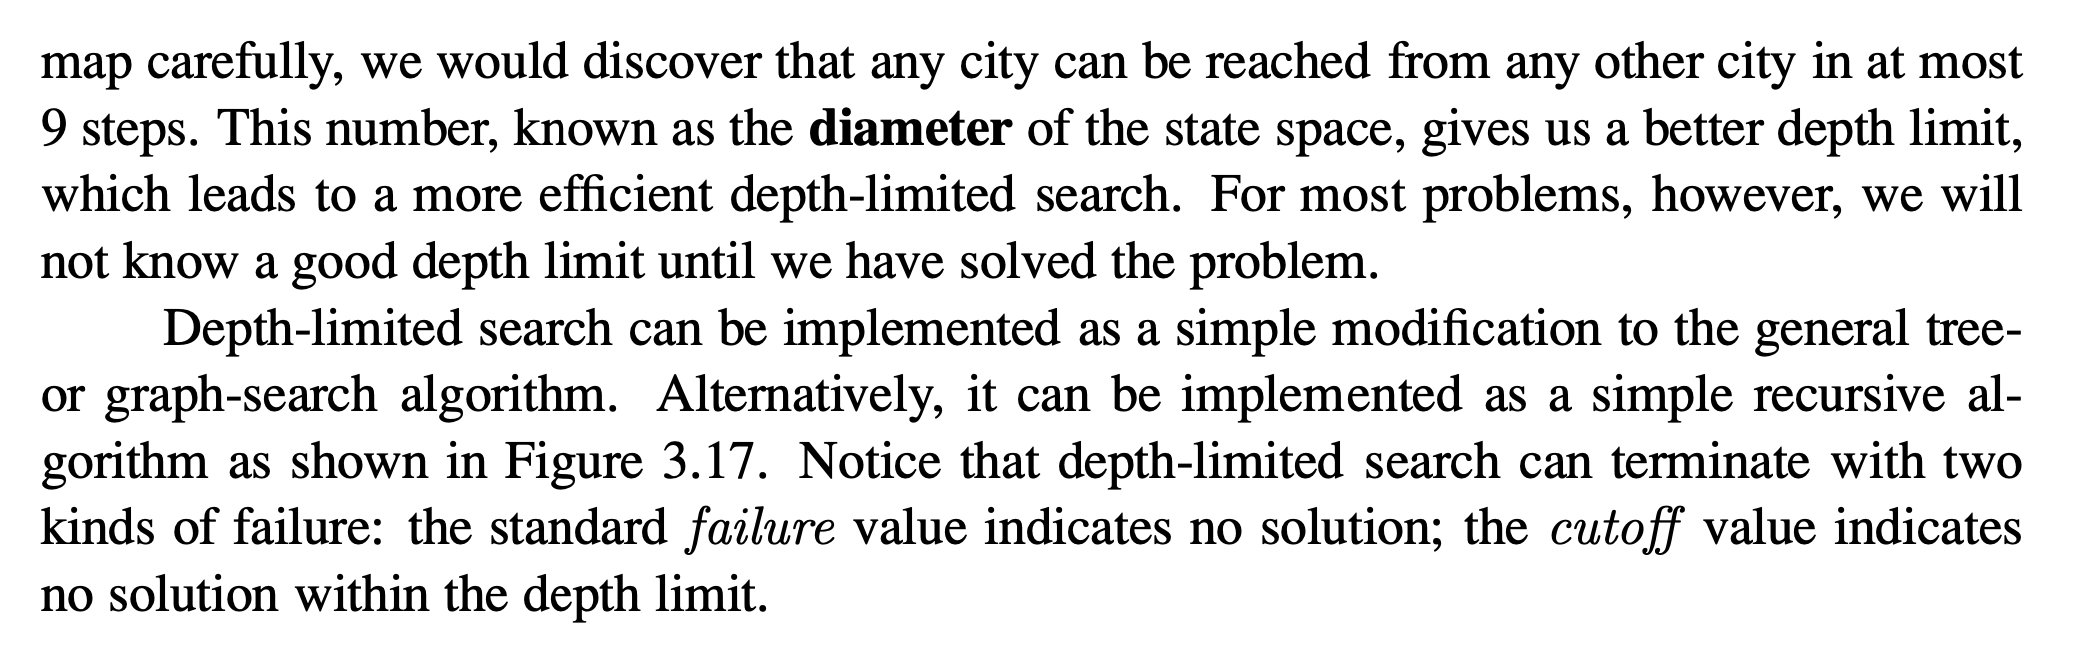 map carefully, we would discover that any city can be reached from any other city in at most
9 steps. This number, known as the diameter of the state space, gives us a better depth limit,
which leads to a more efficient depth-limited search. For most problems, however, we will
not know a good depth limit until we have solved the problem.
Depth-limited search can be implemented as a simple modification to the general tree-
or graph-search algorithm. Alternatively, it can be implemented as a simple recursive al-
gorithm as shown in Figure 3.17. Notice that depth-limited search can terminate with two
kinds of failure: the standard failure value indicates no solution; the cutoff value indicates
no solution within the depth limit.